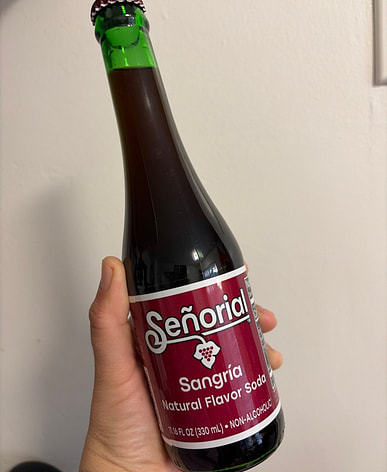 Señorial
Sangría
Natural Flavor Soda
11.16 FL OZ (330 mL) • NON-ALCOHOLIC